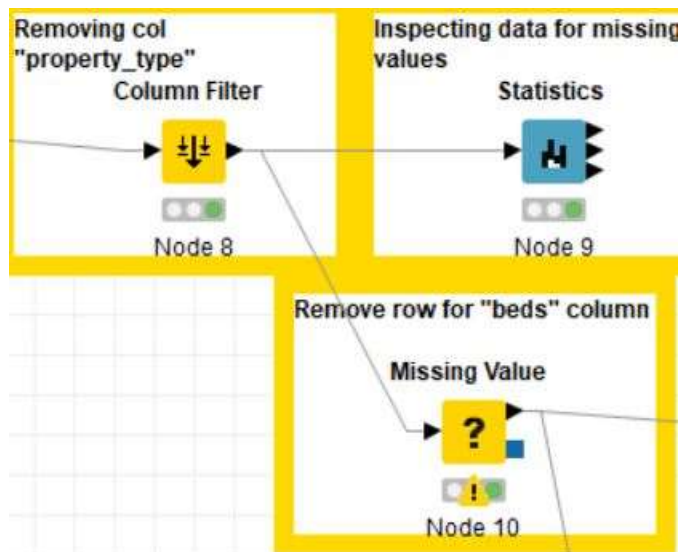 Removing col
"property_type"
Column Filter
Node 8
Inspecting data for missing
values
Statistics
Node 9
Remove row for "beds" column
Missing Value
?
!
Node 10